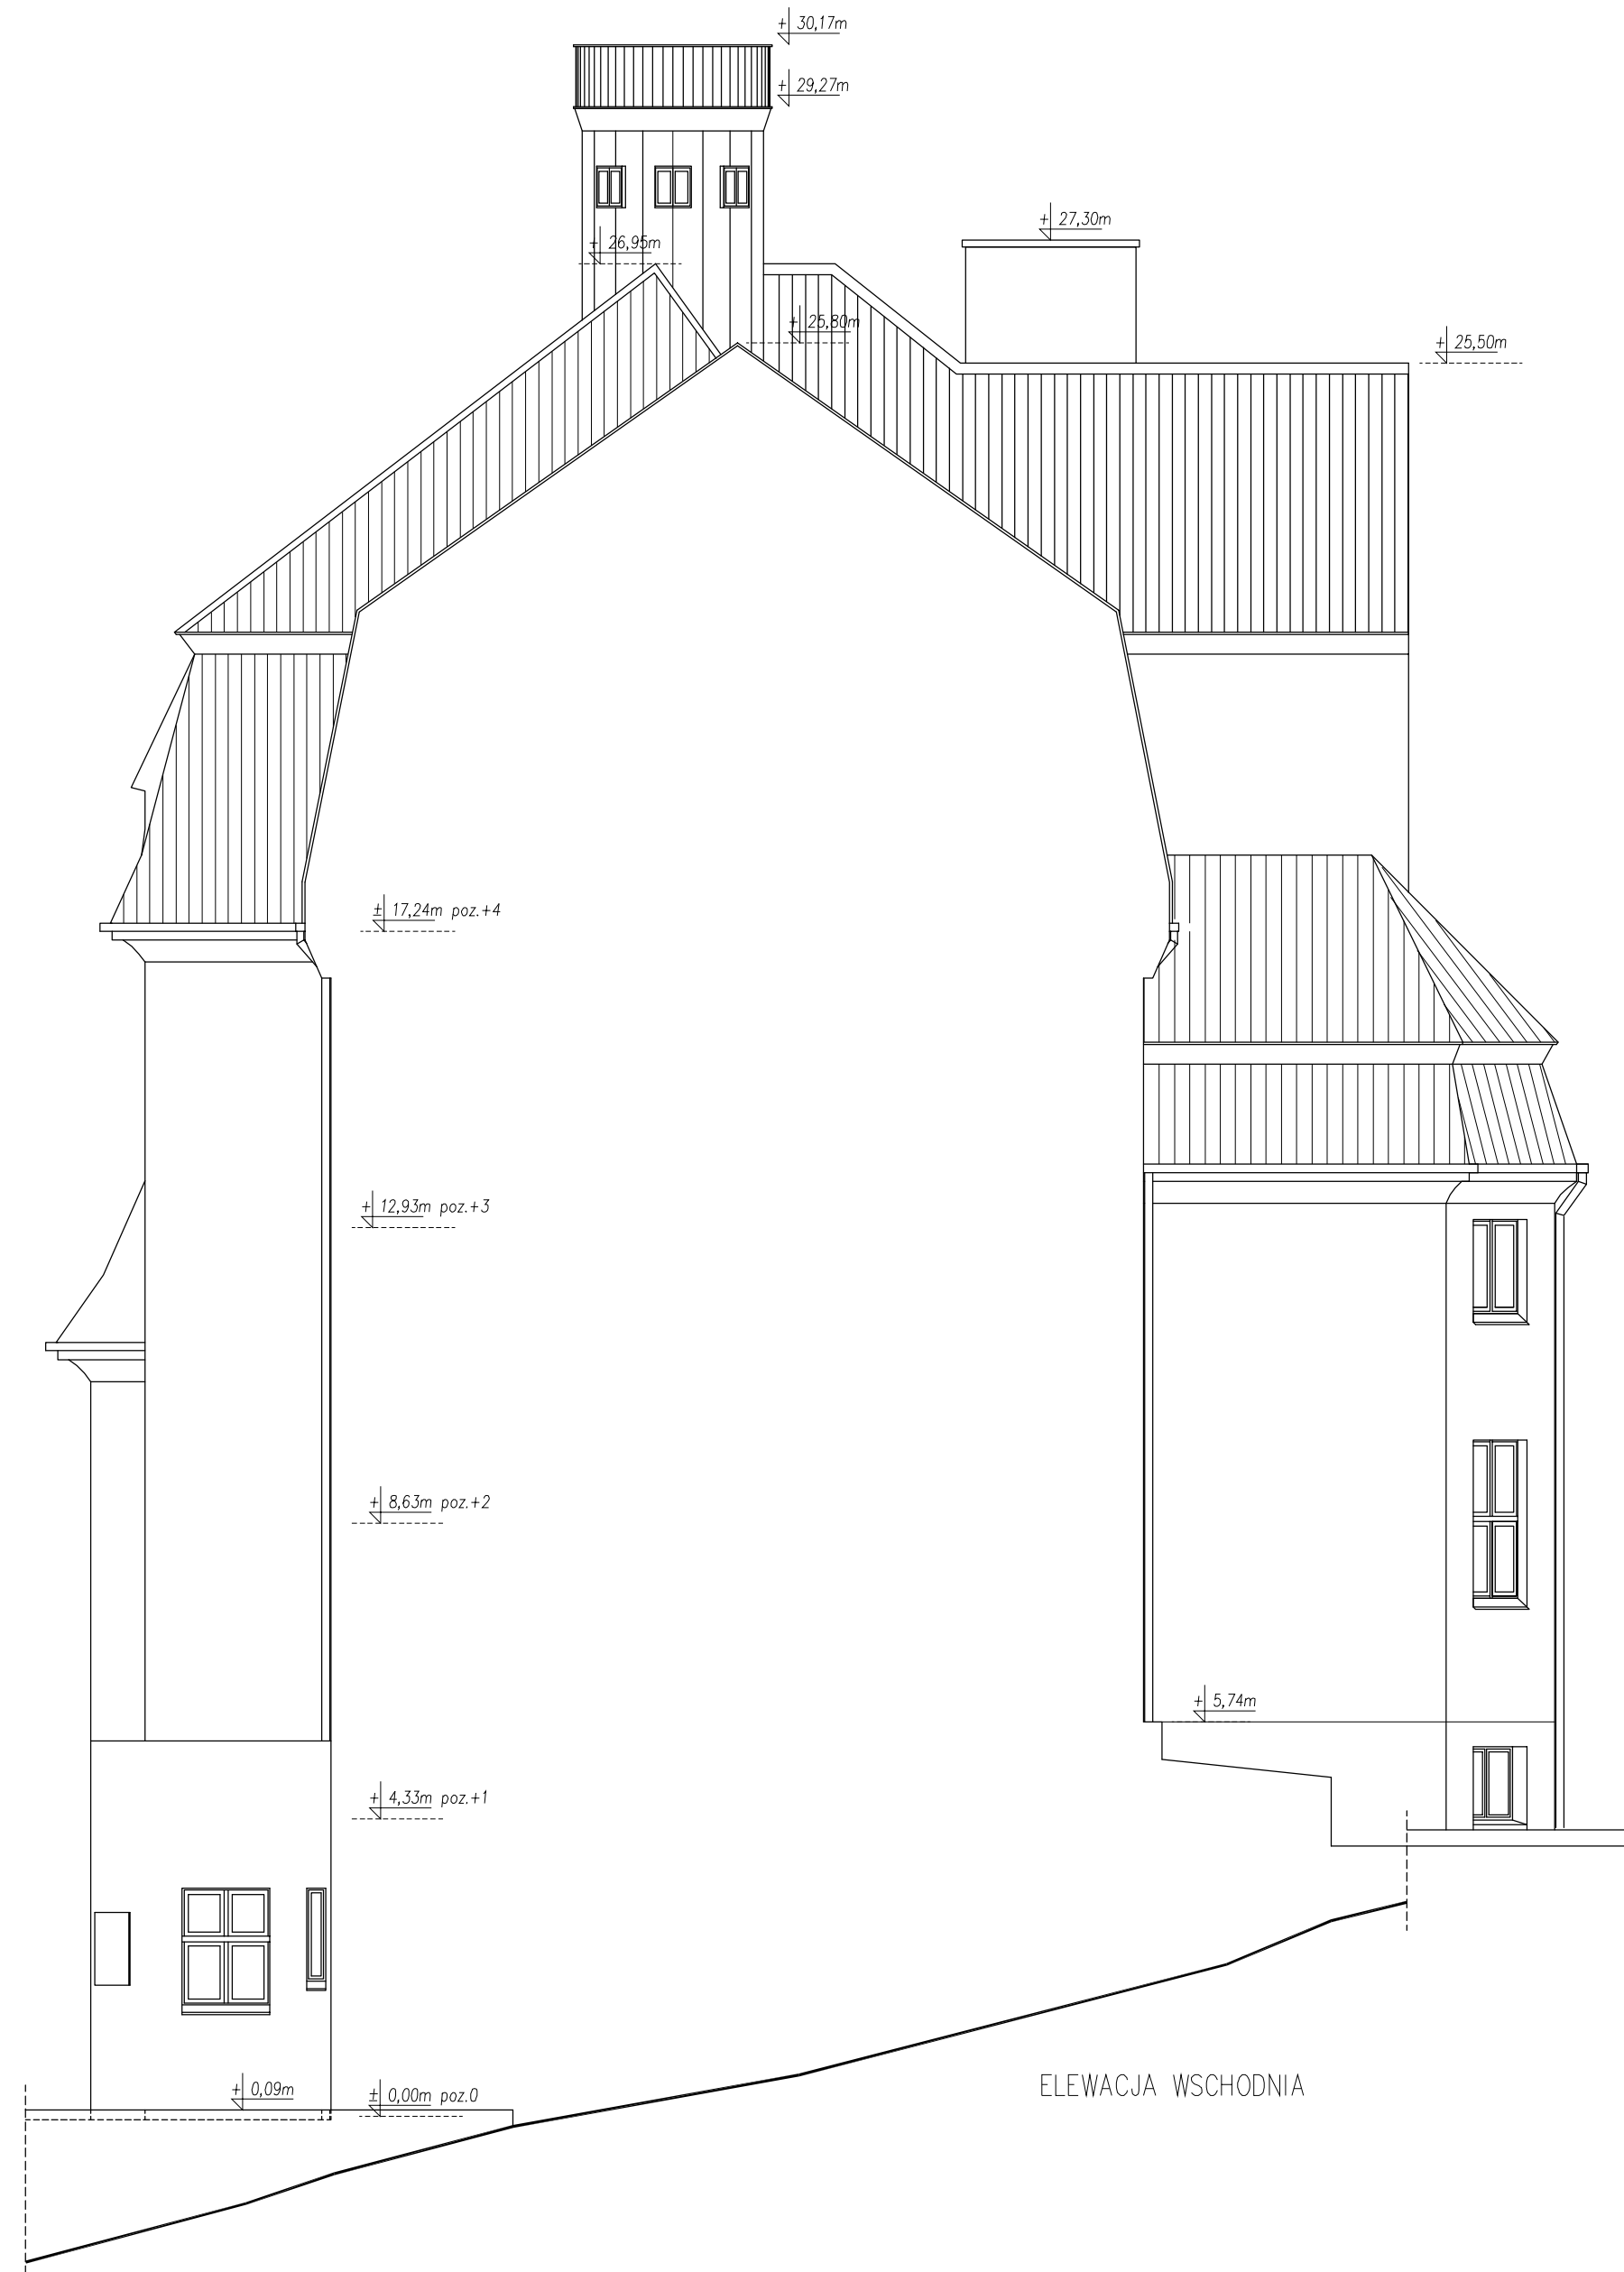 + 30,17m
+ 29,27m
+ 27,30m
+ 26,95m
+ 25,80m
+ 25,50m
± 17,24m poz.+4
+ 12,93m poz.+3
+ 8,63m poz.+2
+ 5,74m
+ 4,33m poz.+1
+ 0,09m
± 0,00m poz.0
ELEWACJA WSCHODNIA